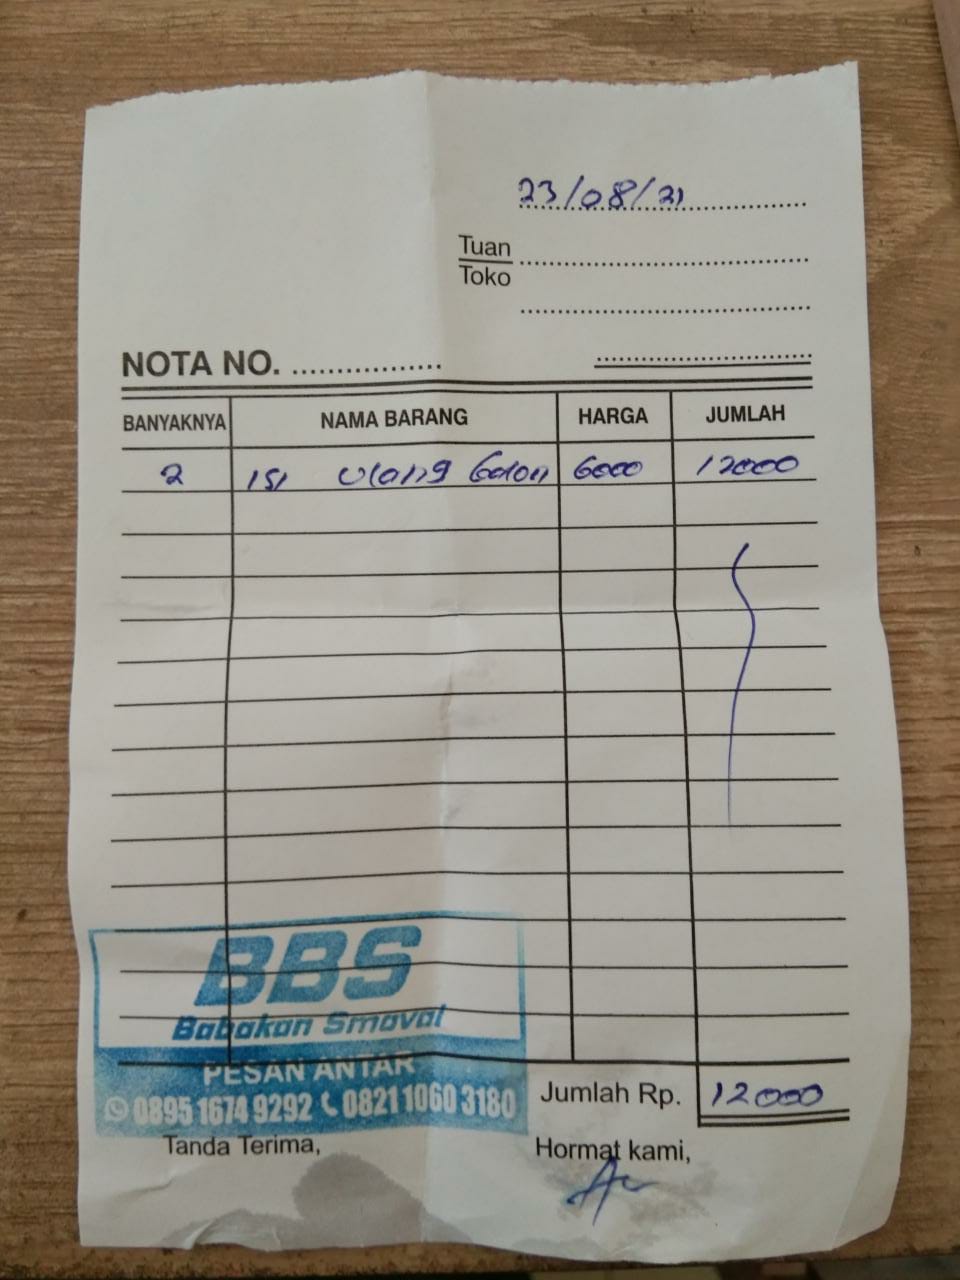 23/08/21
Tuan
Toko
NOTA NO.
BANYAKNYA NAMA BARANG HARGA JUMLAH
2 isi ulang Galon 6000 12000
BBS
Babakan Smaval
PESAN ANTAR
0895 1674 9292 0821 1060 3180
Jumlah Rp. 12000
Tanda Terima, Hormat kami,